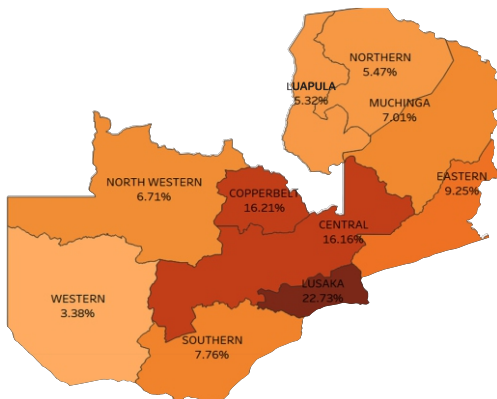 NORTHERN
5.47%
LUAPULA
5.32%
MUCHINGA
7.01%
NORTH WESTERN
6.71%
COPPERBELT
16.21%
EASTERN
9.25%
CENTRAL
16.16%
LUSAKA
22.73%
WESTERN
3.38%
SOUTHERN
7.76%